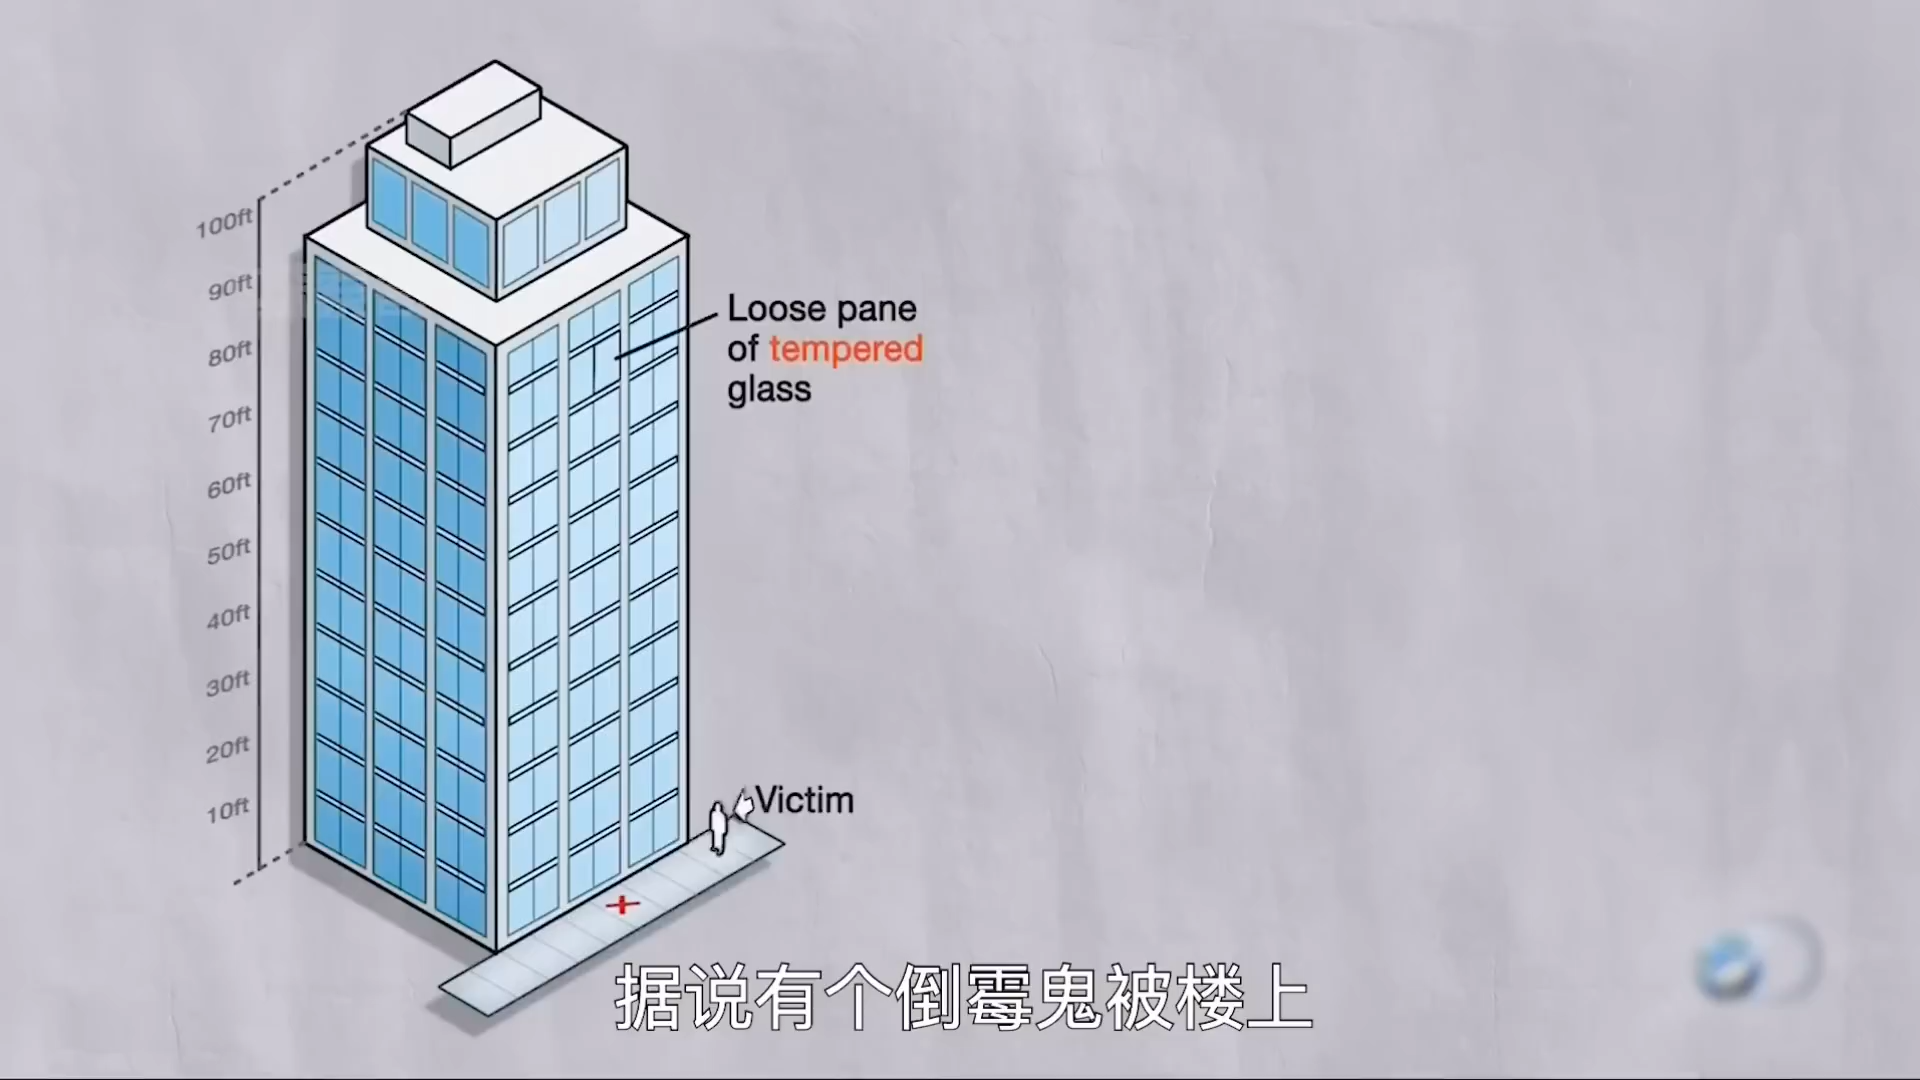 100ft
90ft
80ft
70ft
60ft
50ft
40ft
30ft
20ft
10ft
Loose pane
of tempered
glass
Victim
据说有个倒霉鬼被楼上